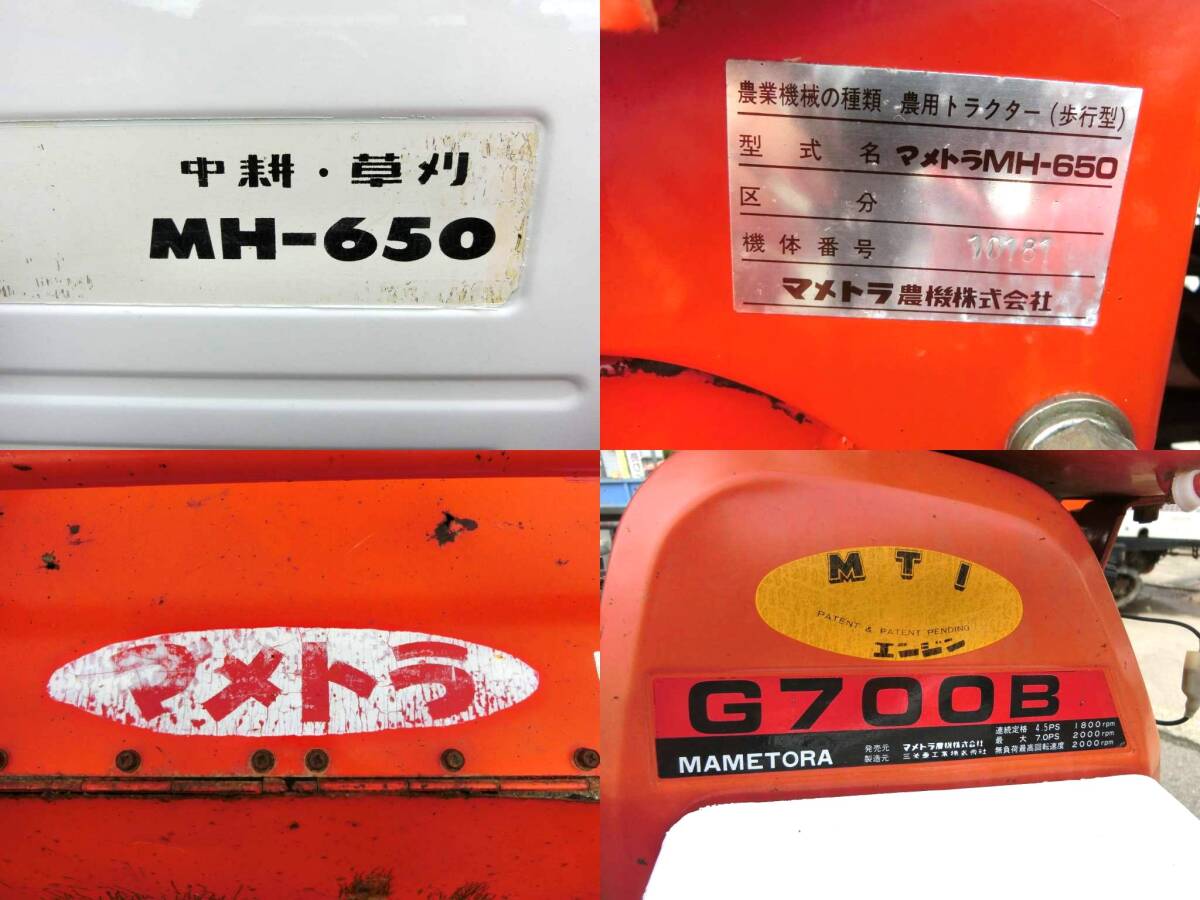 中耕・草刈
MH-650
農業機械の種類 農用トラクター(歩行型)
型式名 マメトラMH-650
区分
機体番号 10181
マメトラ農機株式会社
マメトラ
MTI
PATENT & PATENT PENDING
エンジン
G700B
MAMETORA
発売元 マメトラ農機株式会社
製造元 三菱重工業株式会社
連続定格 4.5PS 1800rpm
最大 7.0PS 2000rpm
無負荷最高回転速度 2000rpm